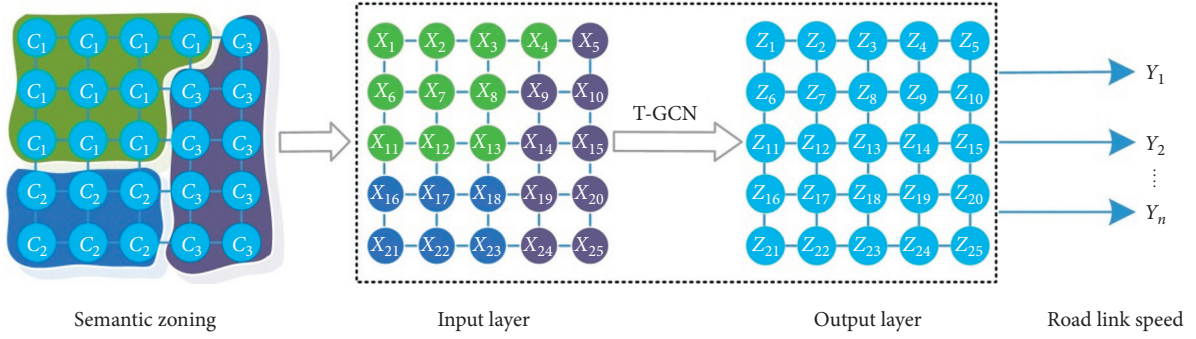 C1 C1 C1 C1 C3
C1 C1 C1 C3 C3
C1 C1 C1 C3 C3
C2 C2 C2 C3 C3
C2 C2 C2 C3 C3
X1 X2 X3 X4 X5
X6 X7 X8 X9 X10
X11 X12 X13 X14 X15
X16 X17 X18 X19 X20
X21 X22 X23 X24 X25
T-GCN
Z1 Z2 Z3 Z4 Z5
Z6 Z7 Z8 Z9 Z10
Z11 Z12 Z13 Z14 Z15
Z16 Z17 Z18 Z19 Z20
Z21 Z22 Z23 Z24 Z25
Y1
Y2
⋮
Yn
Semantic zoning
Input layer
Output layer
Road link speed